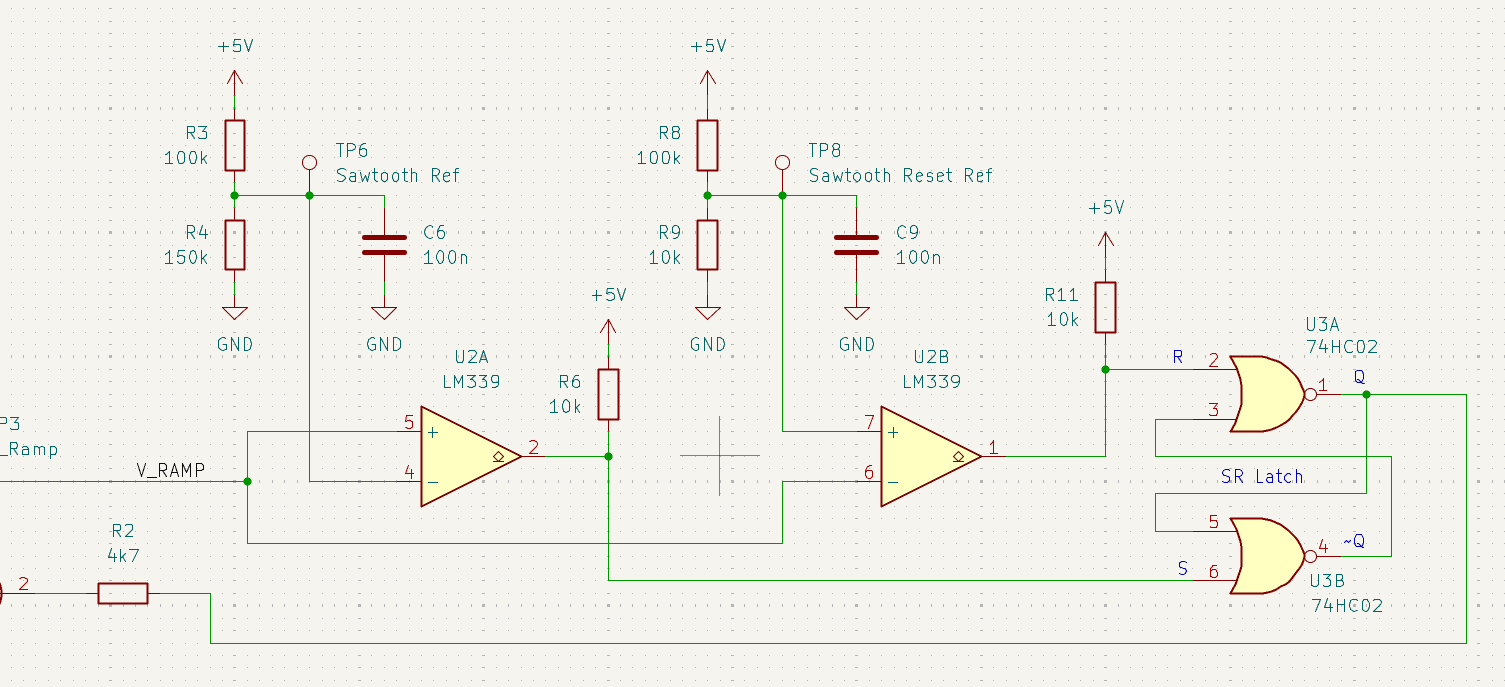 +5V
+5V
R3
100k
TP6
Sawtooth Ref
R8
100k
TP8
Sawtooth Reset Ref
R4
150k
C6
100n
R9
10k
C9
100n
+5V
+5V
GND
GND
GND
GND
R11
10k
U2A
LM339
R6
10k
U2B
LM339
U3A
74HC02
R
2
1
Q
3
P3
_Ramp
5
+
4
−
2
7
+
6
−
1
V_RAMP
SR Latch
R2
4k7
2
5
4
~Q
S
6
U3B
74HC02